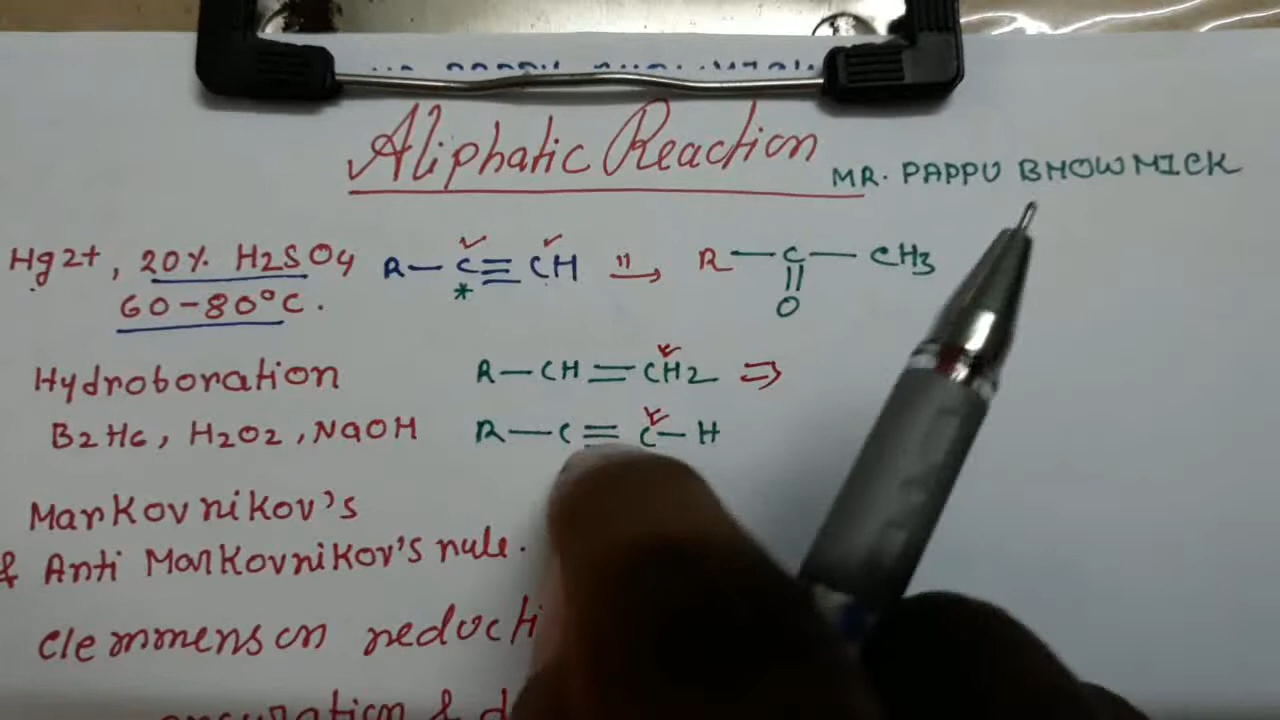 Aliphatic Reaction
MR. PAPPU BHOWMICK
Hg2+, 20% H2SO4 R—C≡CH ⇒ R—C—CH3
60-80°C. * || O
Hydroboration R—CH=CH2 ⇒
B2H6, H2O2, NaOH R—C≡C—H
Markovnikov's
& Anti Markovnikov's rule.
Clemmenson reducti